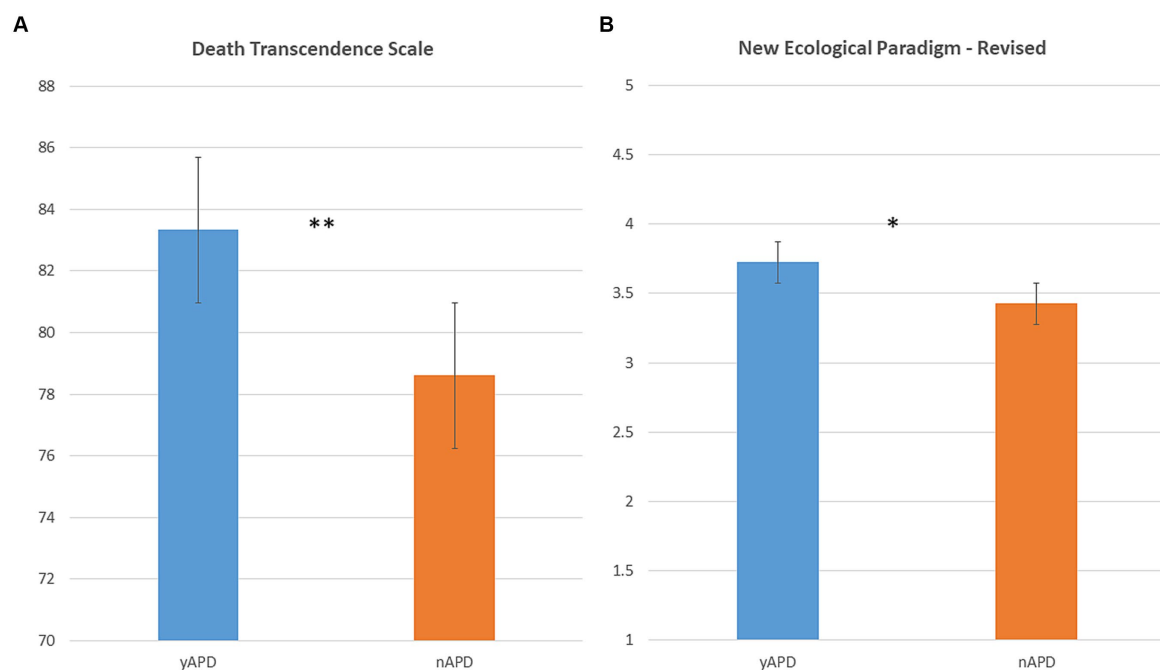 A
Death Transcendence Scale
88
86
84
82
80
78
76
74
72
70
**
yAPD
nAPD
B
New Ecological Paradigm - Revised
5
4.5
4
3.5
3
2.5
2
1.5
1
*
yAPD
nAPD